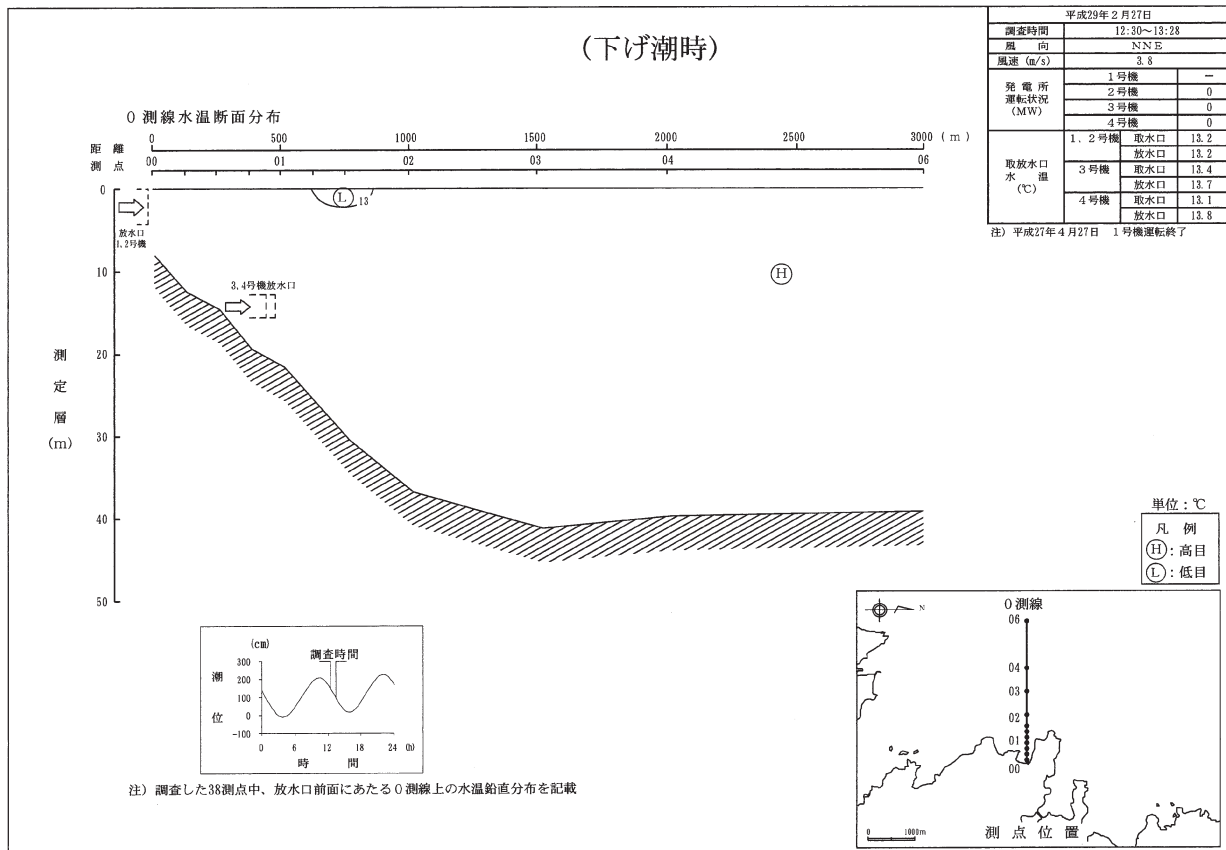 (下げ潮時)
平成29年2月27日
調査時間 12:30～13:28
風 向 NNE
風速 (m/s) 3.8
発電所運転状況 (MW)
1号機 －
2号機 0
3号機 0
4号機 0
取放水口水温 (℃)
1, 2号機 取水口 13.2
放水口 13.2
3号機 取水口 13.4
放水口 13.7
4号機 取水口 13.1
放水口 13.8
注) 平成27年4月27日 1号機運転終了
0測線水温断面分布
距離 0 500 1000 1500 2000 3000 (m)
測点 00 01 02 03 04 06
0
L 13
放水口
1,2号機
10
H
3,4号機放水口
20
30
40
50
測定層(m)
単位:℃
凡 例
H:高目
L:低目
(cm)
調査時間
潮位
300
200
100
0
-100
0 6 12 18 24 (h)
時 間
N
0測線
06
04
03
02
01
00
0 1000m
測点位置
注) 調査した38測点中、放水口前面にあたる0測線上の水温鉛直分布を記載